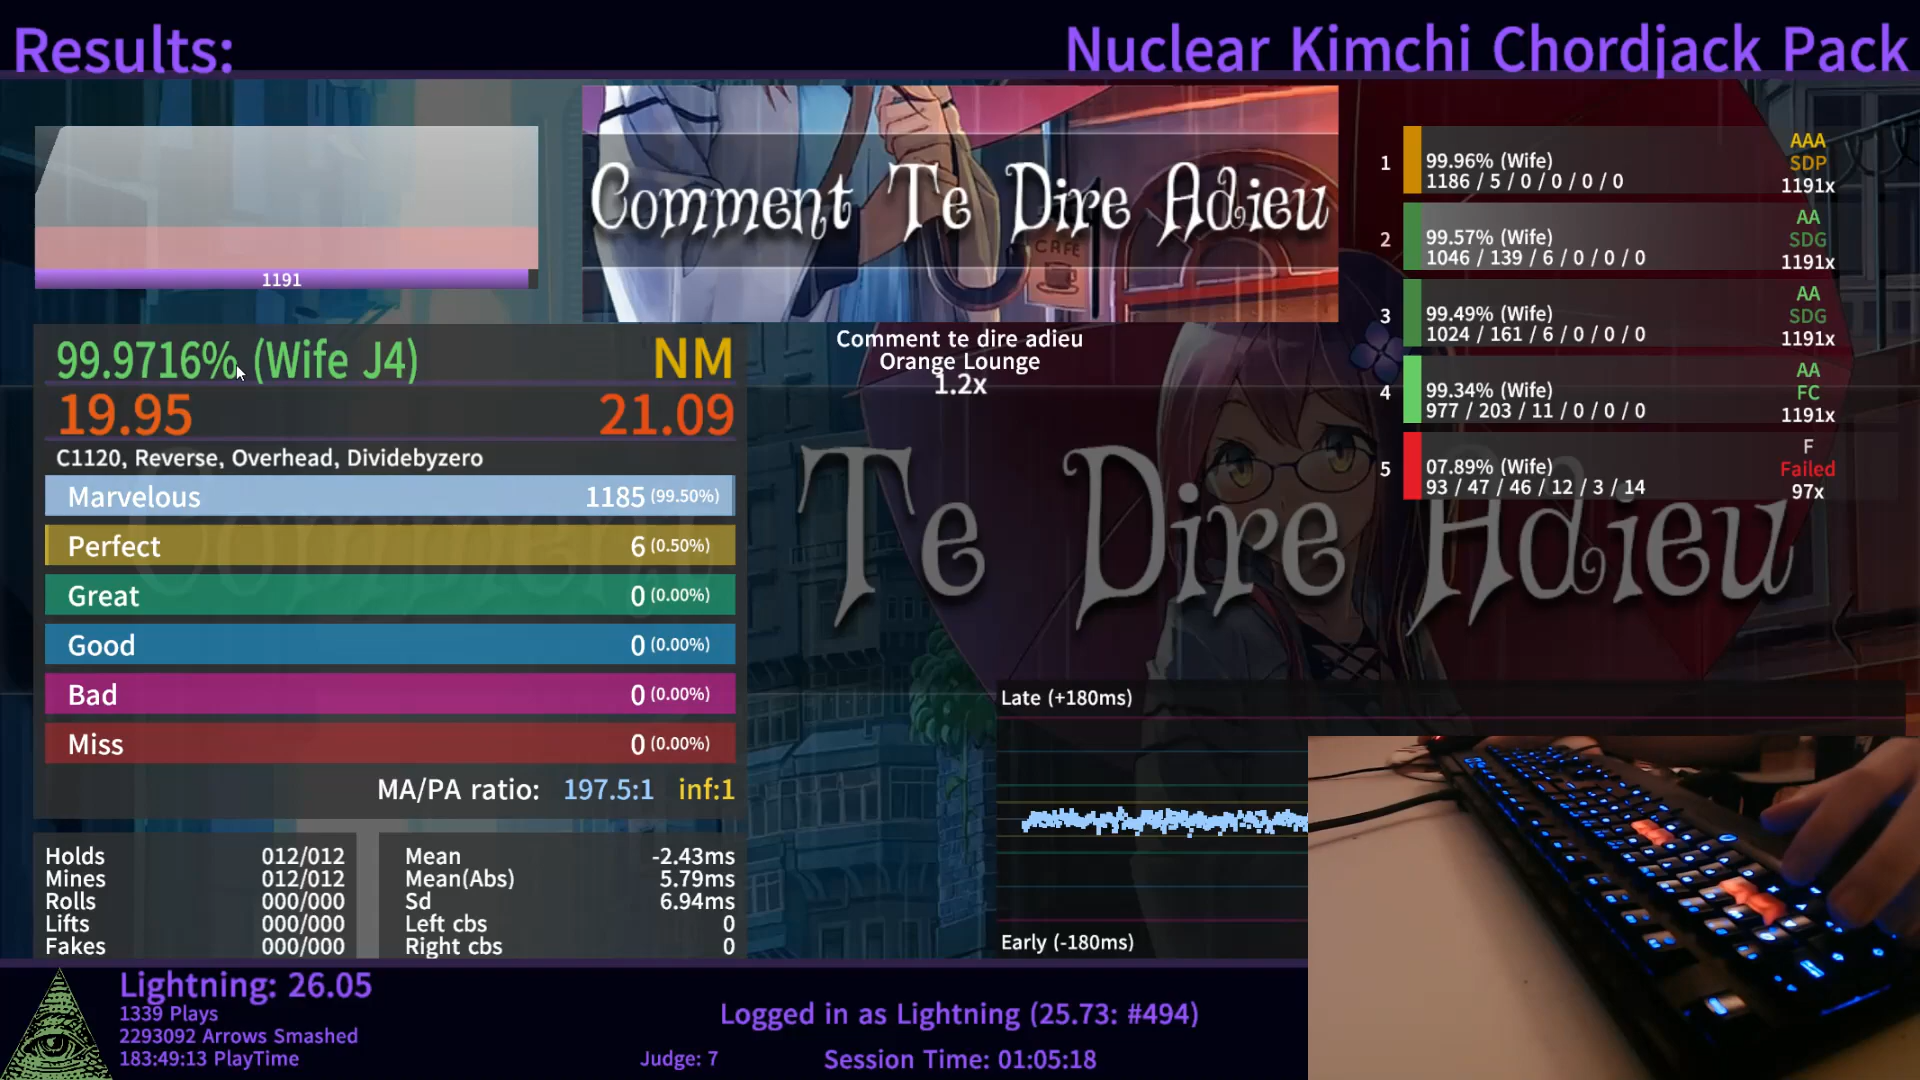 Results:
Nuclear Kimchi Chordjack Pack
1191
Comment Te Dire Adieu
CAFE
Comment te dire adieu
Orange Lounge
1.2x
99.9716% (Wife J4)
NM
19.95
21.09
C1120, Reverse, Overhead, Dividebyzero
Marvelous 1185 (99.50%)
Perfect 6 (0.50%)
Great 0 (0.00%)
Good 0 (0.00%)
Bad 0 (0.00%)
Miss 0 (0.00%)
MA/PA ratio: 197.5:1 inf:1
Holds 012/012
Mines 012/012
Rolls 000/000
Lifts 000/000
Fakes 000/000
Mean -2.43ms
Mean(Abs) 5.79ms
Sd 6.94ms
Left cbs 0
Right cbs 0
1
99.96% (Wife)
1186 / 5 / 0 / 0 / 0 / 0
AAA
SDP
1191x
2
99.57% (Wife)
1046 / 139 / 6 / 0 / 0 / 0
AA
SDG
1191x
3
99.49% (Wife)
1024 / 161 / 6 / 0 / 0 / 0
AA
SDG
1191x
4
99.34% (Wife)
977 / 203 / 11 / 0 / 0 / 0
AA
FC
1191x
5
07.89% (Wife)
93 / 47 / 46 / 12 / 3 / 14
F
Failed
97x
Comment Te Dire Adieu
Late (+180ms)
Early (-180ms)
Lightning: 26.05
1339 Plays
2293092 Arrows Smashed
183:49:13 PlayTime
Logged in as Lightning (25.73: #494)
Judge: 7
Session Time: 01:05:18